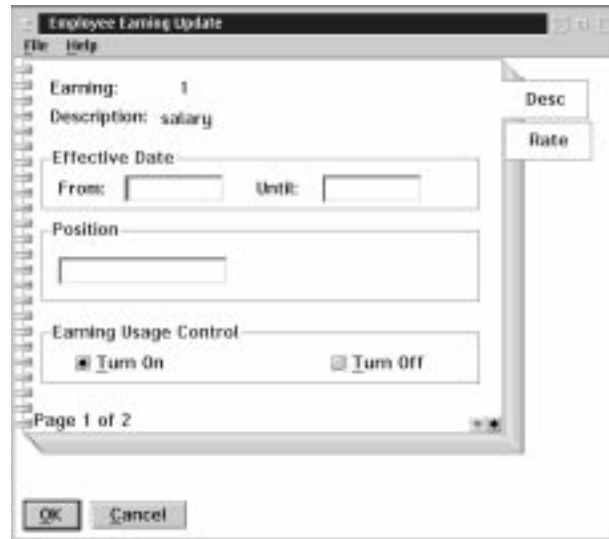 Employee Earning Update
File Help
Earning: 1
Description: salary
Desc
Rate
Effective Date
From: Until:
Position
Earning Usage Control
Turn On Turn Off
Page 1 of 2
OK Cancel